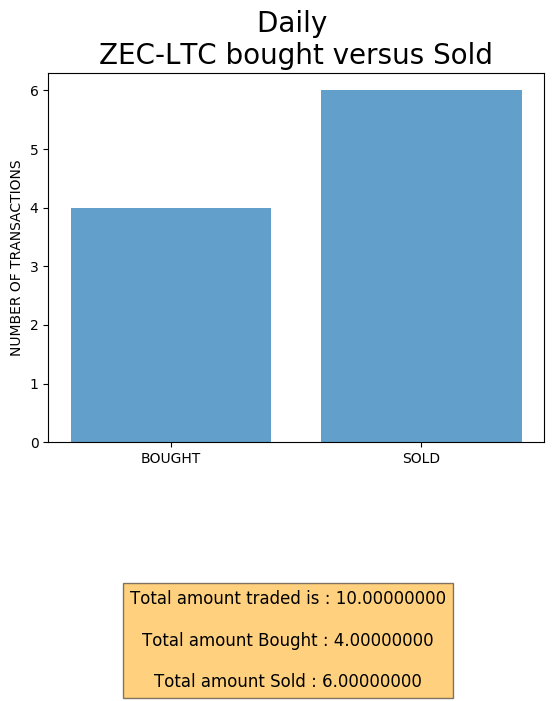 Daily
ZEC-LTC bought versus Sold
NUMBER OF TRANSACTIONS
6
5
4
3
2
1
0
BOUGHT
SOLD
Total amount traded is : 10.00000000
Total amount Bought : 4.00000000
Total amount Sold : 6.00000000